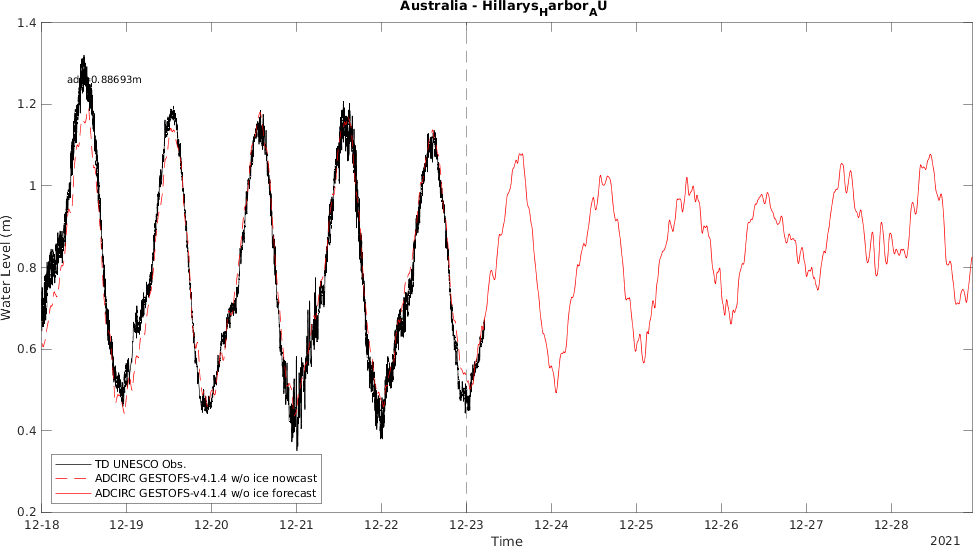 Australia - HillarysHarborAU
1.4
1.2
1
0.8
0.6
0.4
0.2
Water Level (m)
0.88693m
TD UNESCO Obs.
ADCIRC GESTOFS-v4.1.4 w/o ice nowcast
ADCIRC GESTOFS-v4.1.4 w/o ice forecast
12-18 12-19 12-20 12-21 12-22 12-23 12-24 12-25 12-26 12-27 12-28
Time
2021